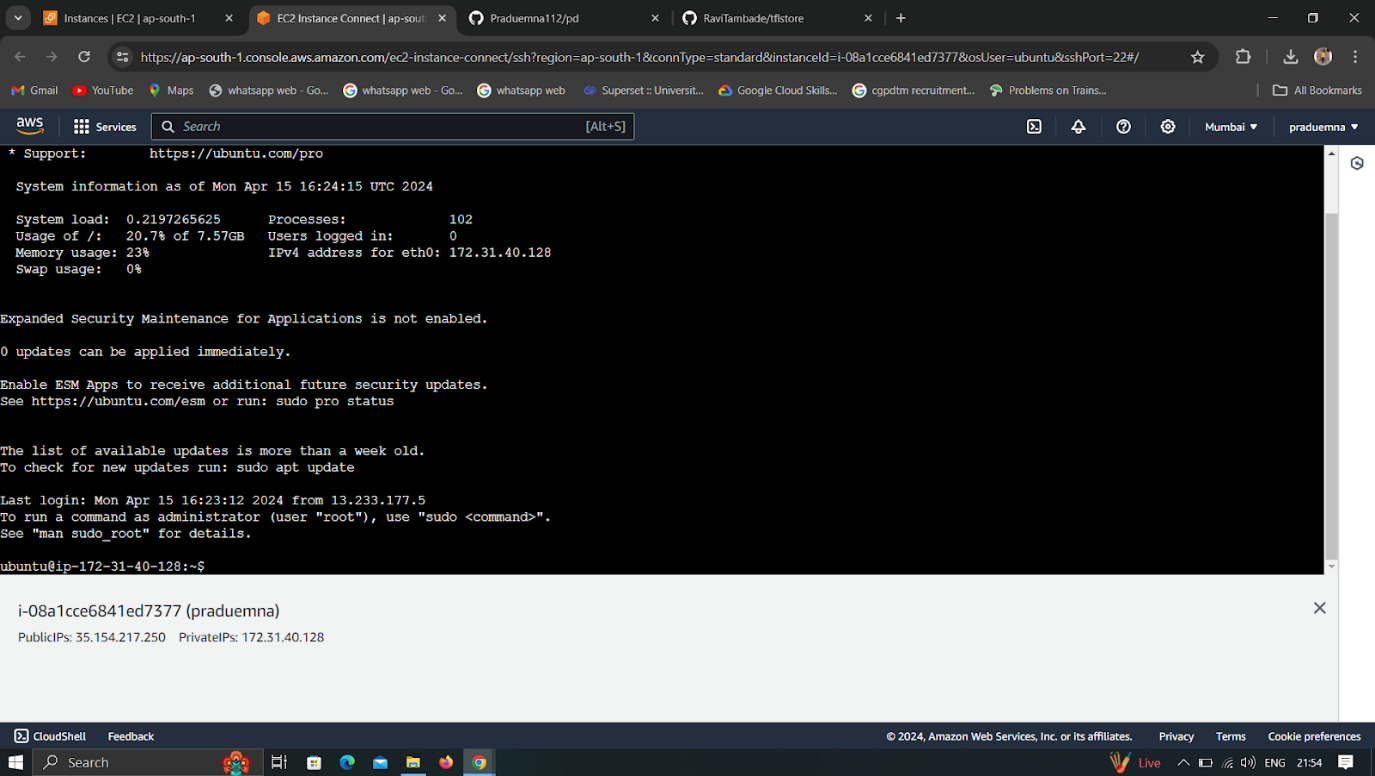 Instances | EC2 | ap-south-1
EC2 Instance Connect | ap-sout
Praduemna112/pd
RaviTambade/tflstore
https://ap-south-1.console.aws.amazon.com/ec2-instance-connect/ssh?region=ap-south-1&connType=standard&instanceId=i-08a1cce6841ed7377&osUser=ubuntu&sshPort=22#/
Gmail YouTube Maps whatsapp web - Go... whatsapp web - Go... whatsapp web Superset :: Universit... Google Cloud Skills... cgpdtm recruitment... Problems on Trains... All Bookmarks
aws Services Search [Alt+S] Mumbai praduemna
* Support: https://ubuntu.com/pro
System information as of Mon Apr 15 16:24:15 UTC 2024
System load: 0.2197265625 Processes: 102
Usage of /: 20.7% of 7.57GB Users logged in: 0
Memory usage: 23% IPv4 address for eth0: 172.31.40.128
Swap usage: 0%
Expanded Security Maintenance for Applications is not enabled.
0 updates can be applied immediately.
Enable ESM Apps to receive additional future security updates.
See https://ubuntu.com/esm or run: sudo pro status
The list of available updates is more than a week old.
To check for new updates run: sudo apt update
Last login: Mon Apr 15 16:23:12 2024 from 13.233.177.5
To run a command as administrator (user "root"), use "sudo <command>".
See "man sudo_root" for details.
ubuntu@ip-172-31-40-128:~$
i-08a1cce6841ed7377 (praduemna)
PublicIPs: 35.154.217.250 PrivateIPs: 172.31.40.128
CloudShell Feedback © 2024, Amazon Web Services, Inc. or its affiliates. Privacy Terms Cookie preferences
Search Live ENG 21:54